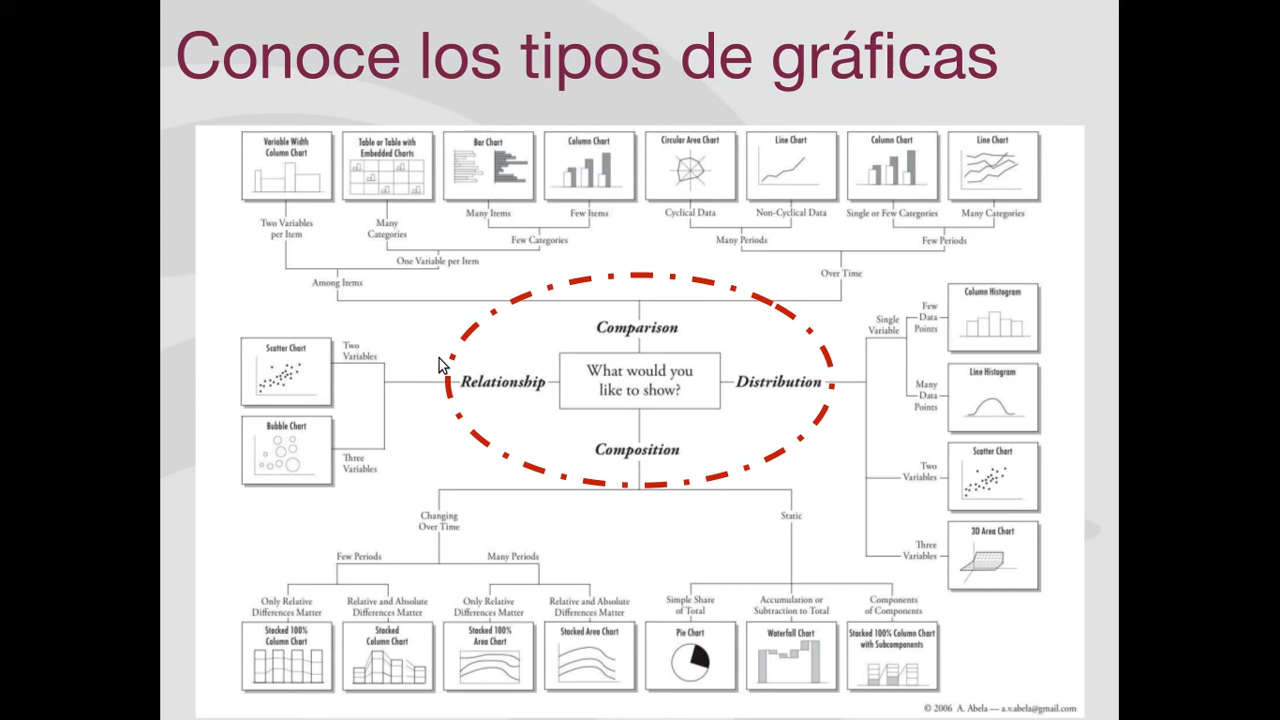 Conoce los tipos de gráficas
Variable Width
Column Chart
Table or Table with
Embedded Charts
Bar Chart
Column Chart
Circular Area Chart
Line Chart
Column Chart
Line Chart
Two Variables
per Item
Many
Categories
Many Items
Few Items
Cyclical Data
Non-Cyclical Data
Single or Few Categories
Many Categories
Few Categories
Many Periods
Few Periods
One Variable per Item
Among Items
Over Time
Comparison
What would you
like to show?
Relationship
Distribution
Composition
Two
Variables
Scatter Chart
Three
Variables
Bubble Chart
Single
Variable
Few
Data
Points
Column Histogram
Many
Data
Points
Line Histogram
Two
Variables
Scatter Chart
Three
Variables
3D Area Chart
Changing
Over Time
Static
Few Periods
Many Periods
Only Relative
Differences Matter
Relative and Absolute
Differences Matter
Only Relative
Differences Matter
Relative and Absolute
Differences Matter
Simple Share
of Total
Accumulation or
Subtraction to Total
Components
of Components
Stacked 100%
Column Chart
Stacked
Column Chart
Stacked 100%
Area Chart
Stacked Area Chart
Pie Chart
Waterfall Chart
Stacked 100% Column Chart
with Subcomponents
© 2006 A. Abela — a.v.abela@gmail.com